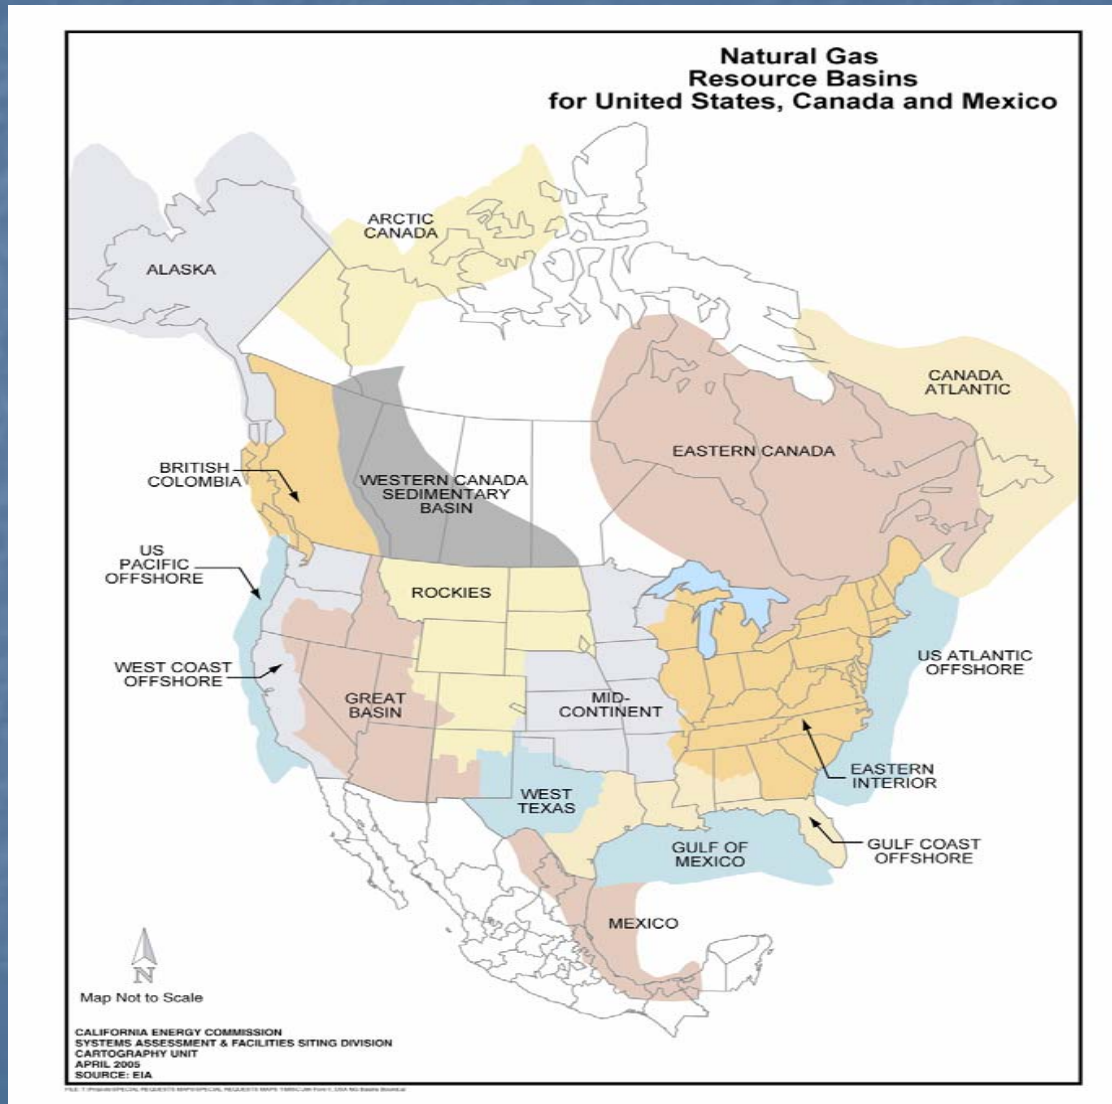 Natural Gas
Resource Basins
for United States, Canada and Mexico
ARCTIC
CANADA
ALASKA
CANADA
ATLANTIC
EASTERN CANADA
BRITISH
COLOMBIA
WESTERN CANADA
SEDIMENTARY
BASIN
US
PACIFIC
OFFSHORE
ROCKIES
WEST COAST
OFFSHORE
US ATLANTIC
OFFSHORE
GREAT
BASIN
MID-
CONTINENT
EASTERN
INTERIOR
WEST
TEXAS
GULF OF
MEXICO
GULF COAST
OFFSHORE
MEXICO
N
Map Not to Scale
CALIFORNIA ENERGY COMMISSION
SYSTEMS ASSESSMENT & FACILITIES SITING DIVISION
CARTOGRAPHY UNIT
APRIL 2005
SOURCE: EIA